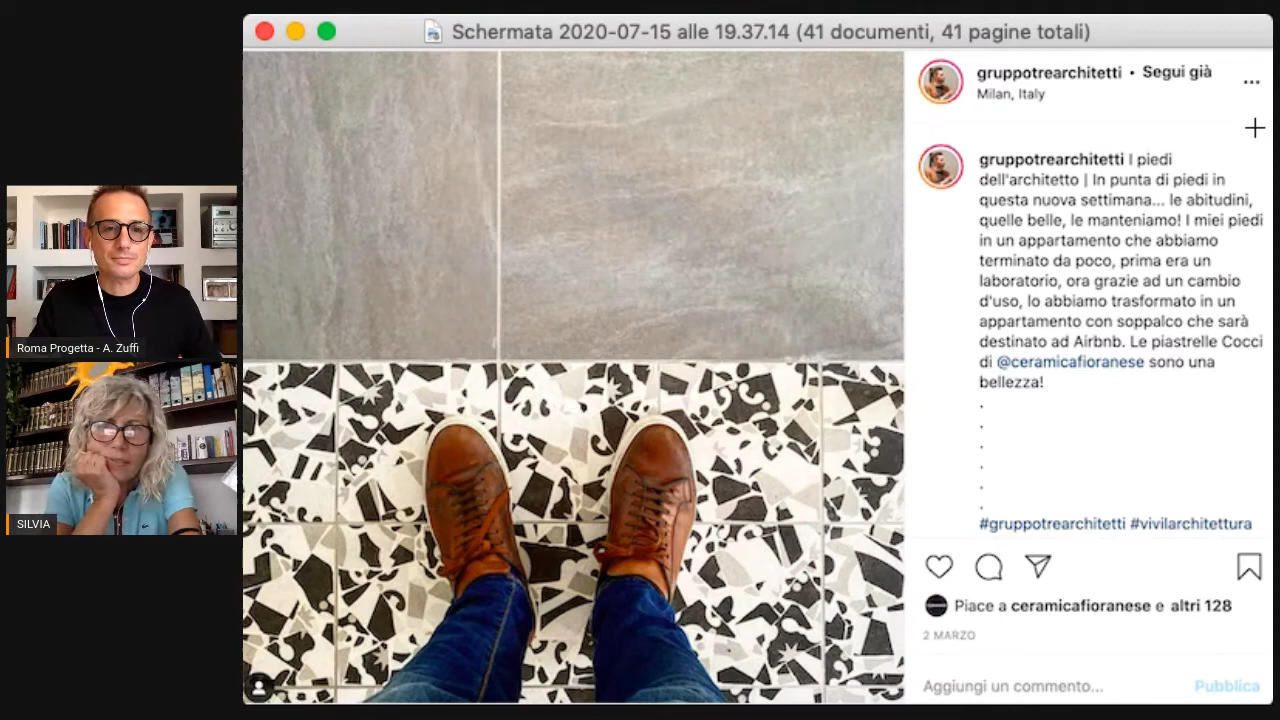 Schermata 2020-07-15 alle 19.37.14 (41 documenti, 41 pagine totali)
Roma Progetta - A. Zuffi
SILVIA
gruppotrearchitetti • Segui già
Milan, Italy
gruppotrearchitetti I piedi
dell'architetto | In punta di piedi in
questa nuova settimana... le abitudini,
quelle belle, le manteniamo! I miei piedi
in un appartamento che abbiamo
terminato da poco, prima era un
laboratorio, ora grazie ad un cambio
d'uso, lo abbiamo trasformato in un
appartamento con soppalco che sarà
destinato ad Airbnb. Le piastrelle Cocci
di @ceramicafioranese sono una
bellezza!
.
.
.
.
.
.
#gruppotrearchitetti #vivilarchitettura
Piace a ceramicafioranese e altri 128
2 MARZO
Aggiungi un commento...
Pubblica